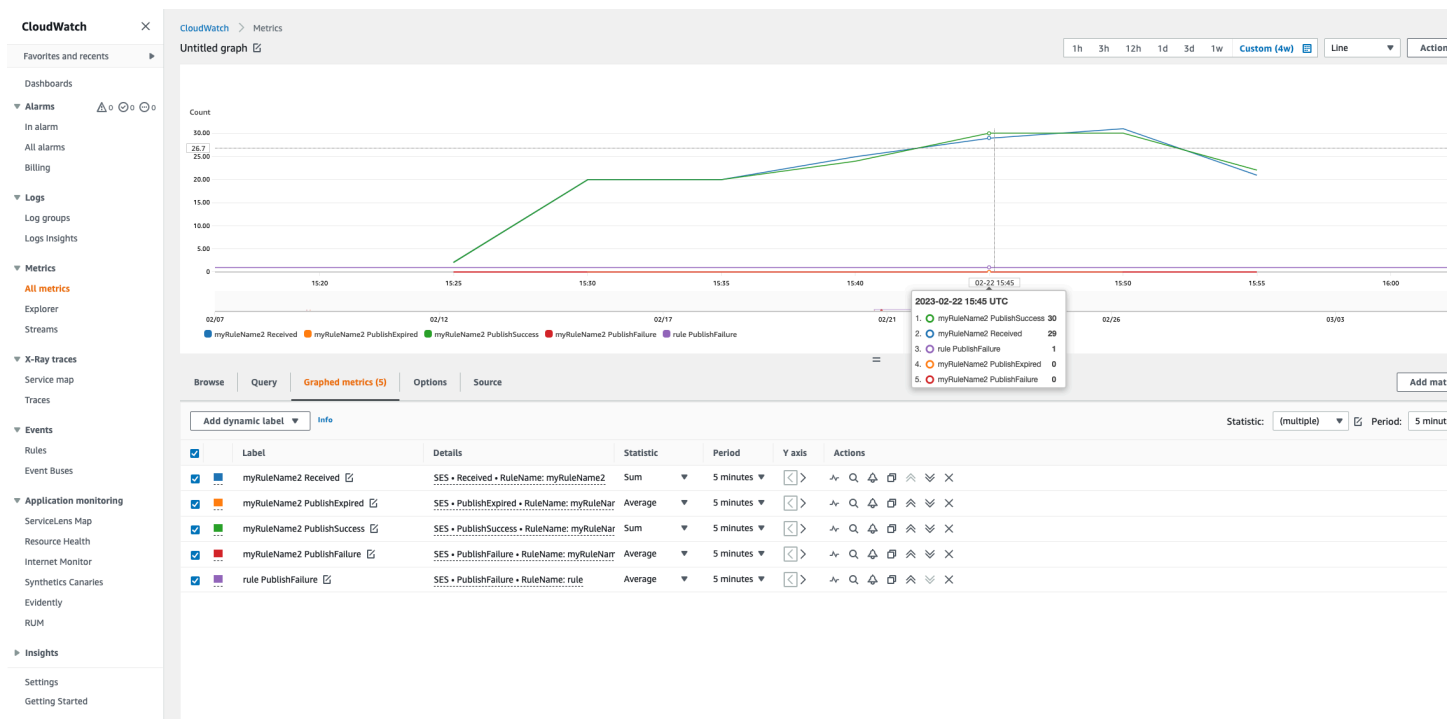 CloudWatch
Favorites and recents
Dashboards
Alarms 0 0 0
In alarm
All alarms
Billing
Logs
Log groups
Logs Insights
Metrics
All metrics
Explorer
Streams
X-Ray traces
Service map
Traces
Events
Rules
Event Buses
Application monitoring
ServiceLens Map
Resource Health
Internet Monitor
Synthetics Canaries
Evidently
RUM
Insights
Settings
Getting Started
CloudWatch > Metrics
Untitled graph
1h 3h 12h 1d 3d 1w Custom (4w) Line Action
Count
30.00
26.7
25.00
20.00
15.00
10.00
5.00
0
15:20 15:25 15:30 15:35 15:40 02-22 15:45 15:50 15:55 16:00
02/07 02/12 02/17 02/21 02/26 03/03
myRuleName2 Received myRuleName2 PublishExpired myRuleName2 PublishSuccess myRuleName2 PublishFailure rule PublishFailure
2023-02-22 15:45 UTC
1. myRuleName2 PublishSuccess 30
2. myRuleName2 Received 29
3. rule PublishFailure 1
4. myRuleName2 PublishExpired 0
5. myRuleName2 PublishFailure 0
Browse Query Graphed metrics (5) Options Source Add mat
Add dynamic label Info Statistic: (multiple) Period: 5 minut
Label Details Statistic Period Y axis Actions
myRuleName2 Received SES • Received • RuleName: myRuleName2 Sum 5 minutes
myRuleName2 PublishExpired SES • PublishExpired • RuleName: myRuleNar Average 5 minutes
myRuleName2 PublishSuccess SES • PublishSuccess • RuleName: myRuleNar Sum 5 minutes
myRuleName2 PublishFailure SES • PublishFailure • RuleName: myRuleNam Average 5 minutes
rule PublishFailure SES • PublishFailure • RuleName: rule Average 5 minutes